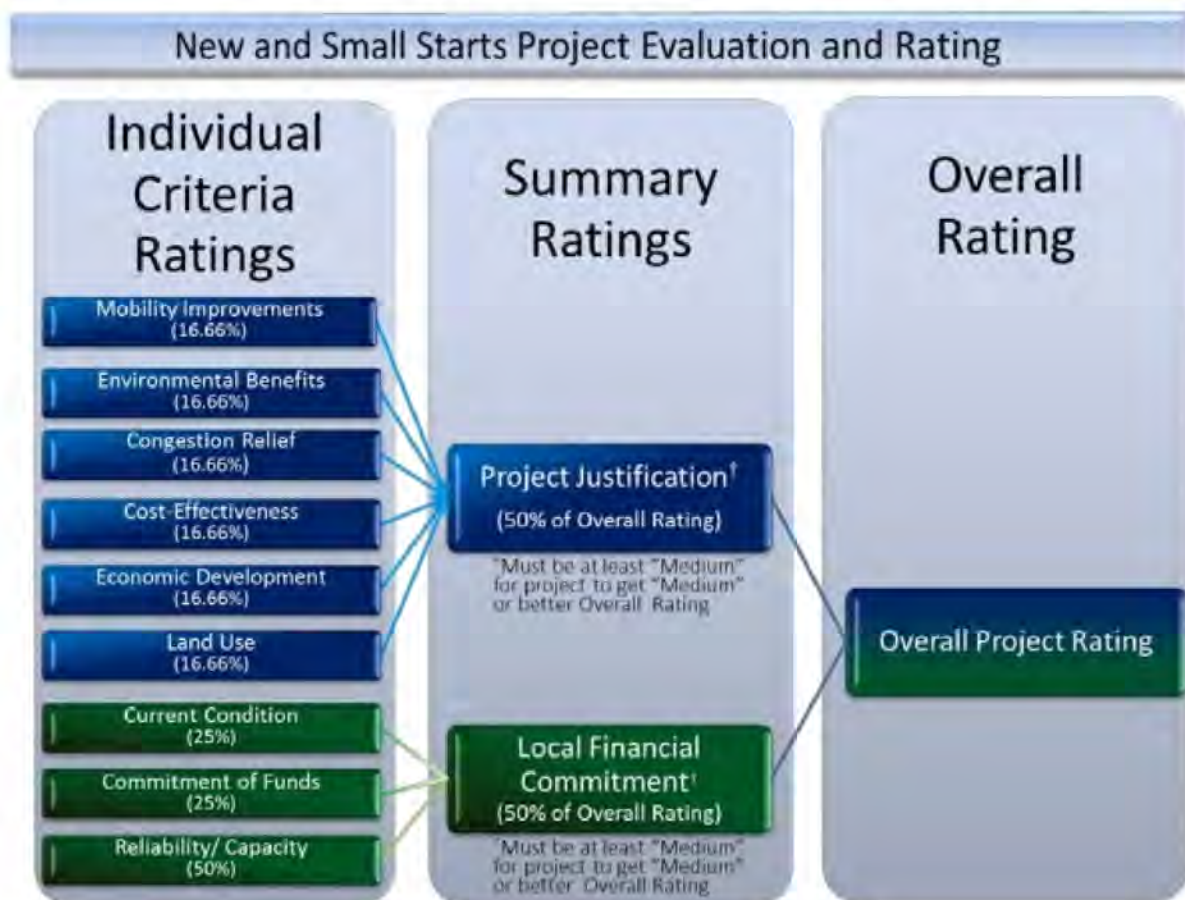 New and Small Starts Project Evaluation and Rating
Individual
Criteria
Ratings
Mobility Improvements
(16.66%)
Environmental Benefits
(16.66%)
Congestion Relief
(16.66%)
Cost-Effectiveness
(16.66%)
Economic Development
(16.66%)
Land Use
(16.66%)
Current Condition
(25%)
Commitment of Funds
(25%)
Reliability/ Capacity
(50%)
Summary
Ratings
Project Justification†
(50% of Overall Rating)
†Must be at least “Medium”
for project to get “Medium”
or better Overall Rating
Local Financial
Commitment†
(50% of Overall Rating)
†Must be at least “Medium”
for project to get “Medium”
or better Overall Rating
Overall
Rating
Overall Project Rating